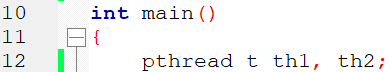 10 int main()
11 {
12 pthread t th1, th2;